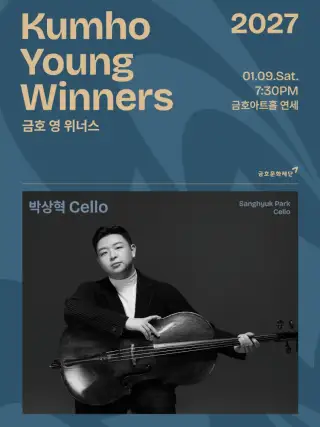 Kumho
Young
Winners
금호 영 위너스
2027
01.09.Sat.
7:30PM
금호아트홀 연세
금호문화재단
박상혁 Cello
Sanghyuk Park
Cello